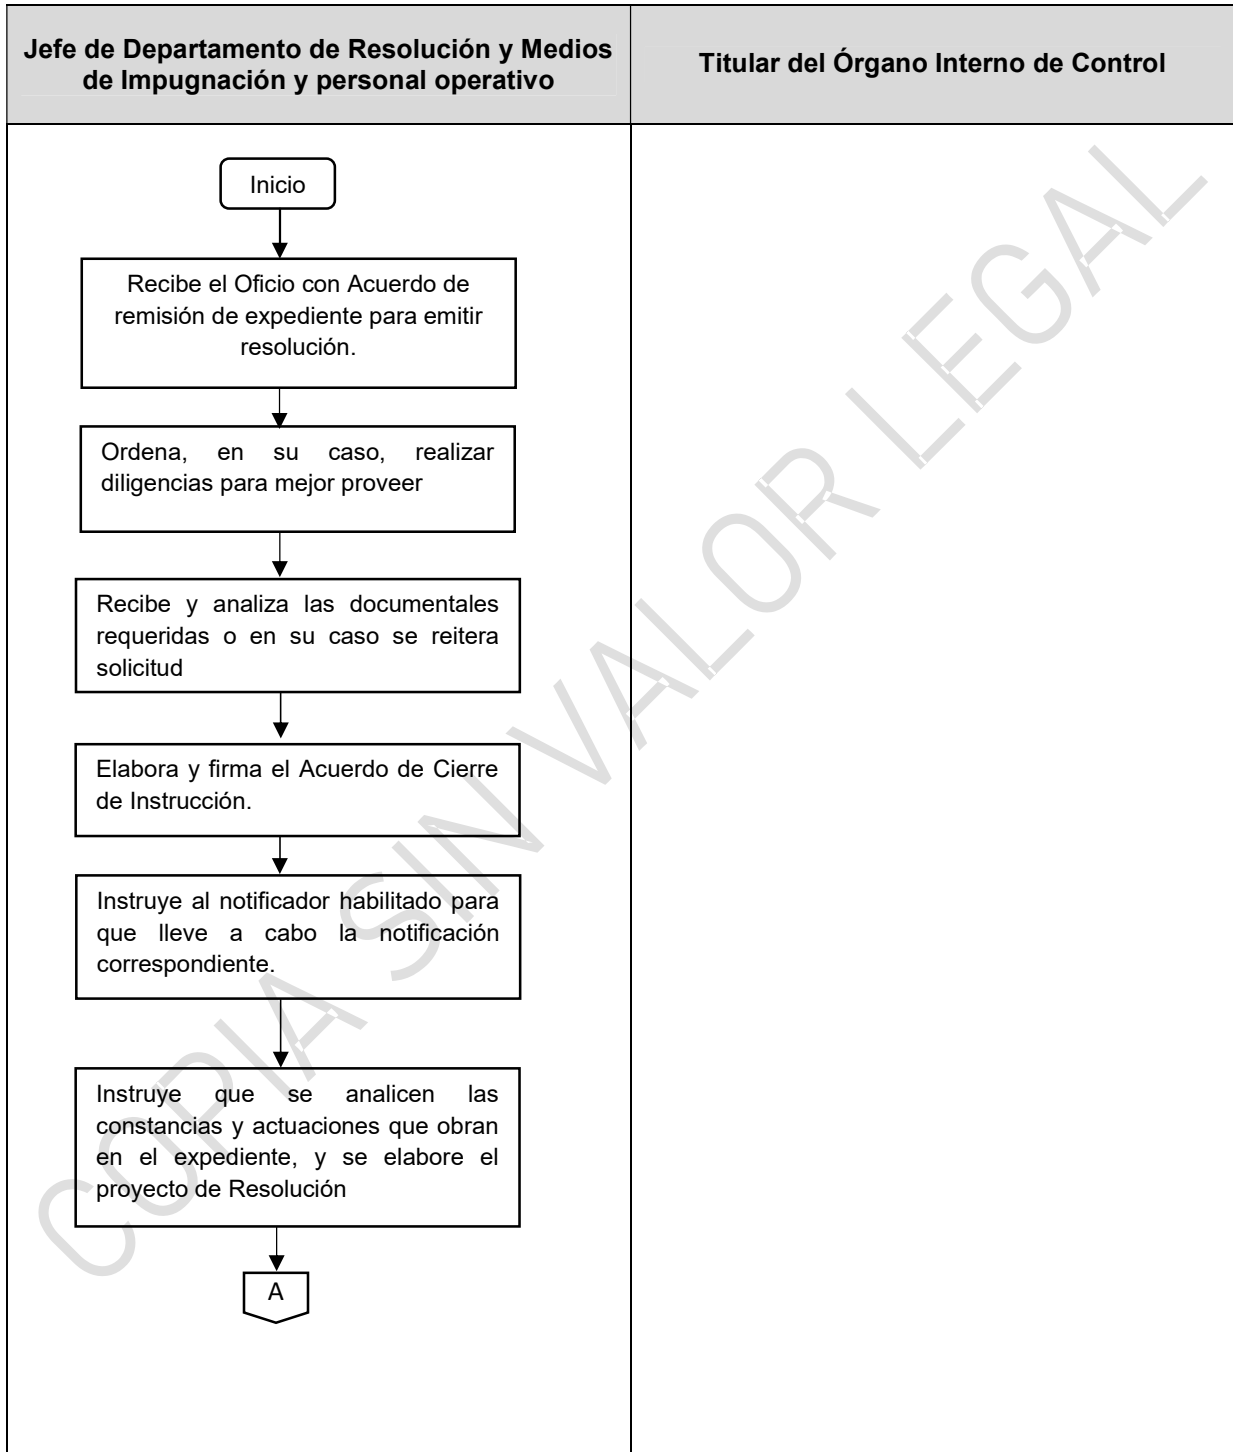 Jefe de Departamento de Resolución y Medios
de Impugnación y personal operativo
Titular del Órgano Interno de Control
Inicio
Recibe el Oficio con Acuerdo de
remisión de expediente para emitir
resolución.
Ordena, en su caso, realizar
diligencias para mejor proveer
Recibe y analiza las documentales
requeridas o en su caso se reitera
solicitud
Elabora y firma el Acuerdo de Cierre
de Instrucción.
Instruye al notificador habilitado para
que lleve a cabo la notificación
correspondiente.
Instruye que se analicen las
constancias y actuaciones que obran
en el expediente, y se elabore el
proyecto de Resolución
A
COPIA SIN VALOR LEGAL